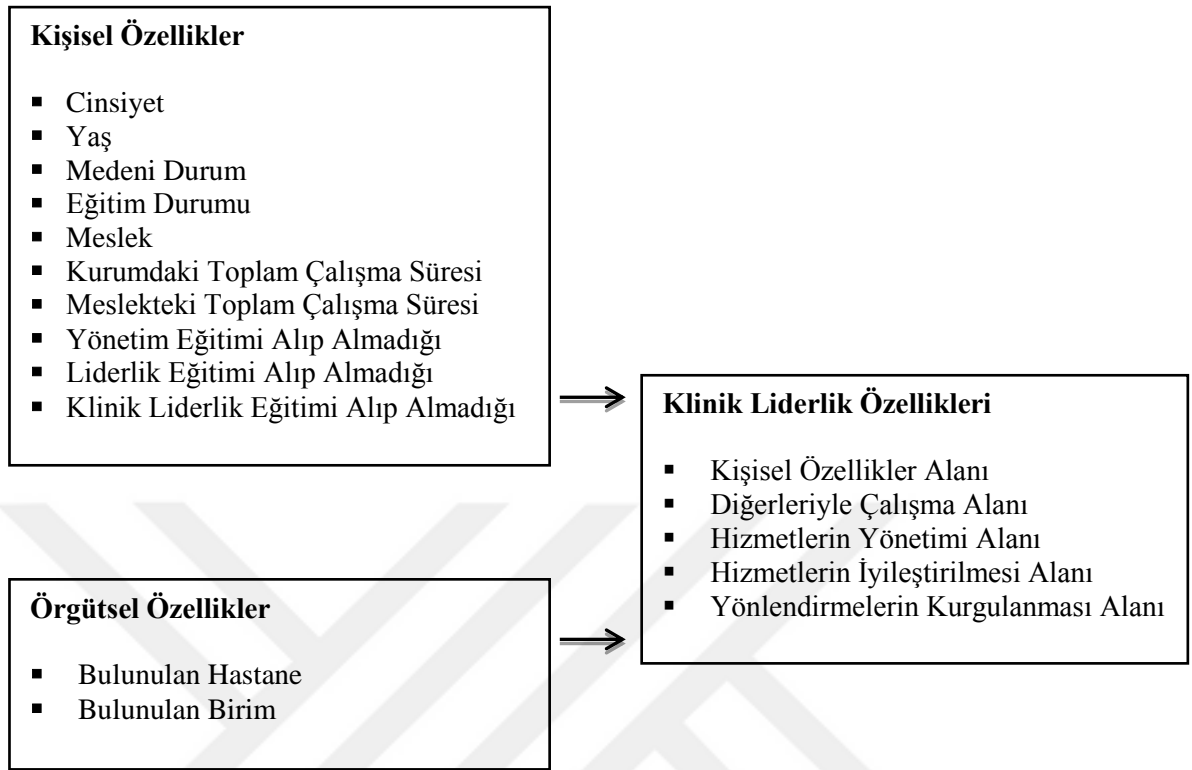 Kişisel Özellikler
▪ Cinsiyet
▪ Yaş
▪ Medeni Durum
▪ Eğitim Durumu
▪ Meslek
▪ Kurumdaki Toplam Çalışma Süresi
▪ Meslekteki Toplam Çalışma Süresi
▪ Yönetim Eğitimi Alıp Almadığı
▪ Liderlik Eğitimi Alıp Almadığı
▪ Klinik Liderlik Eğitimi Alıp Almadığı
Örgütsel Özellikler
▪ Bulunulan Hastane
▪ Bulunulan Birim
Klinik Liderlik Özellikleri
▪ Kişisel Özellikler Alanı
▪ Diğerleriyle Çalışma Alanı
▪ Hizmetlerin Yönetimi Alanı
▪ Hizmetlerin İyileştirilmesi Alanı
▪ Yönlendirmelerin Kurgulanması Alanı